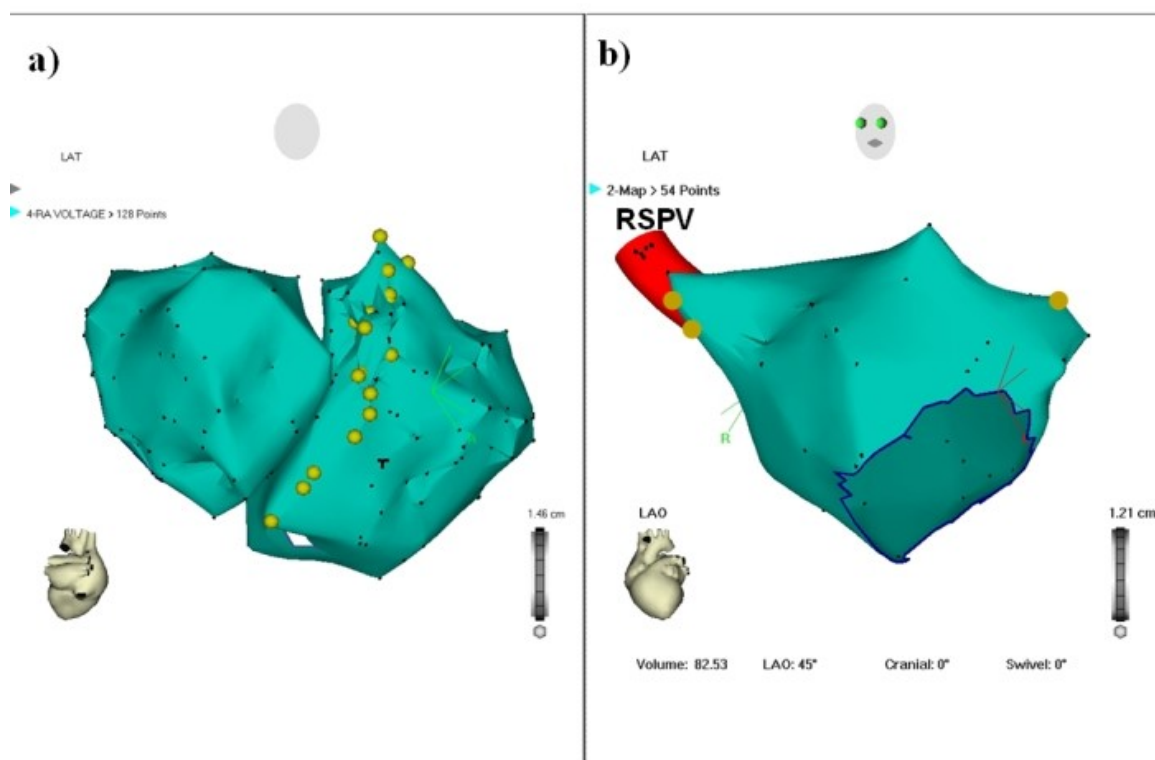 a)
LAT
4-RA VOLTAGE > 128 Points
T
1.46 cm
b)
LAT
2-Map > 54 Points
RSPV
R
LAO
1.21 cm
Volume: 82.53 LAO: 45° Cranial: 0° Swivel: 0°